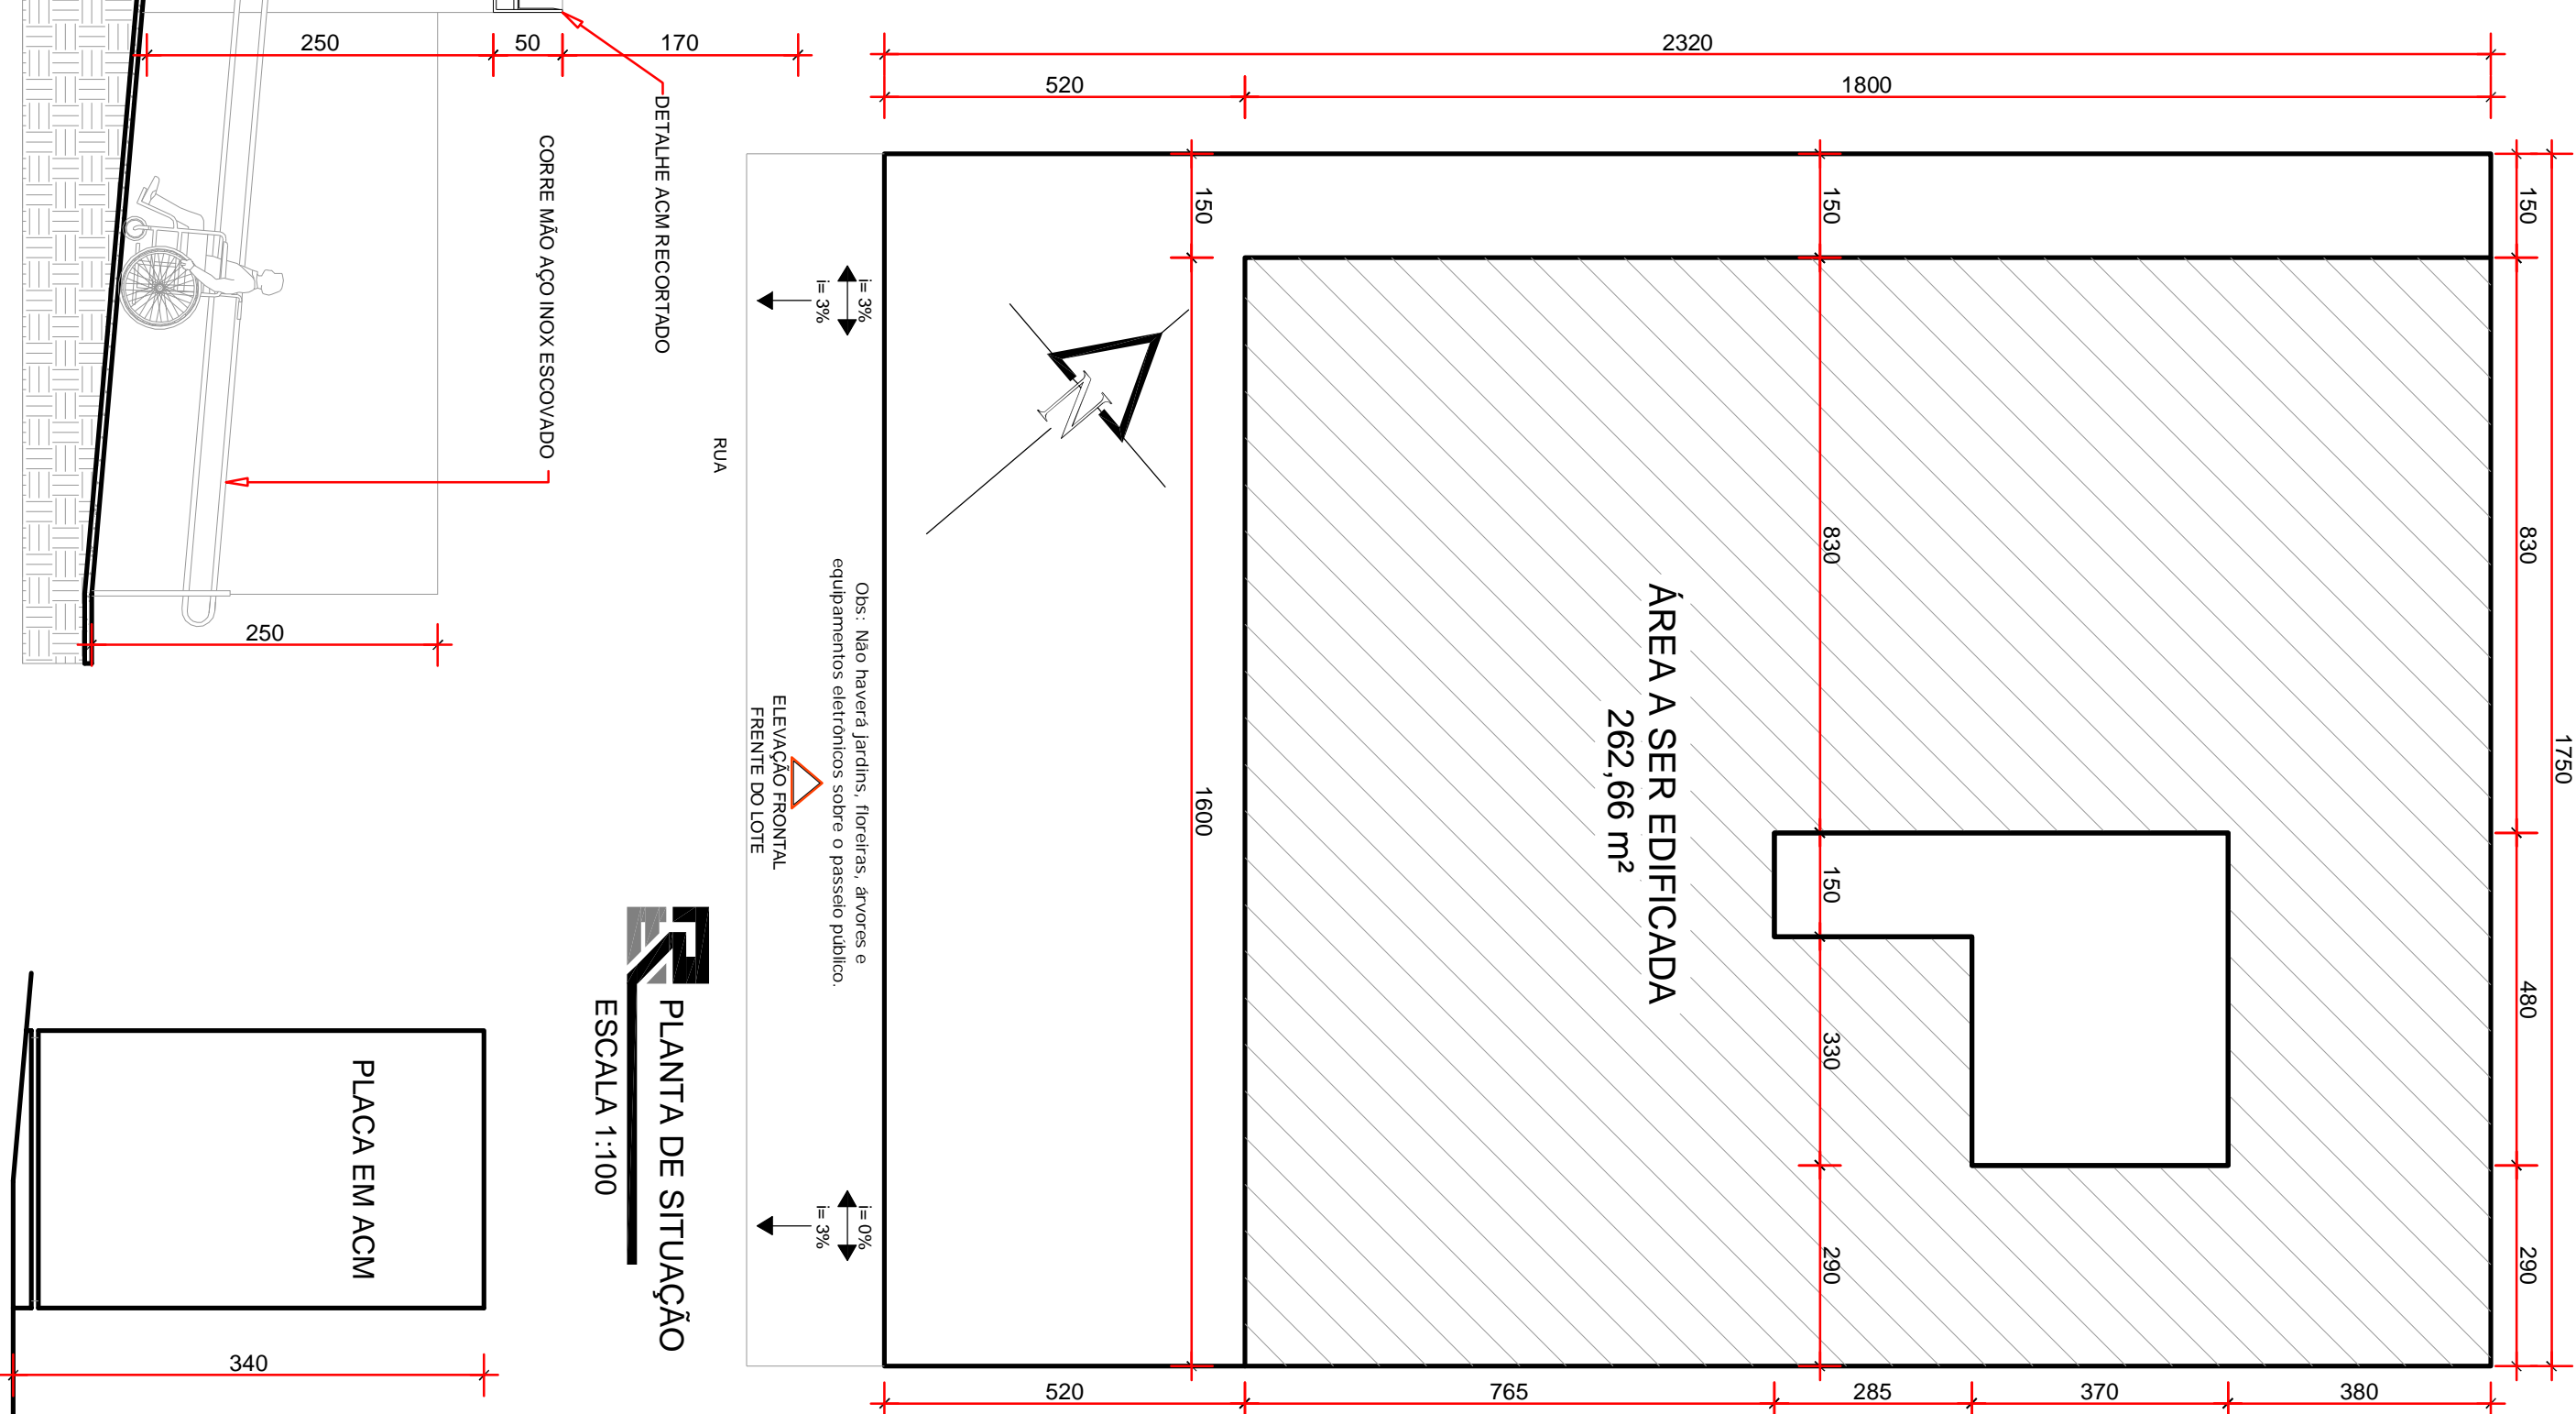 250
50
170
2320
520
1800
DETALHE ACM RECORTADO
CORRE MÃO AÇO INOX ESCOVADO
250
RUA
150
150
150
i= 3%
i= 3%
830
830
1750
ÁREA A SER EDIFICADA
262,66 m²
Obs: Não haverá jardins, floreiras, árvores e
equipamentos eletrônicos sobre o passeio público.
ELEVAÇÃO FRONTAL
FRENTE DO LOTE
N
1600
150
480
330
290
290
i= 0%
i= 3%
PLANTA DE SITUAÇÃO
ESCALA 1:100
PLACA EM ACM
340
520
765
285
370
380